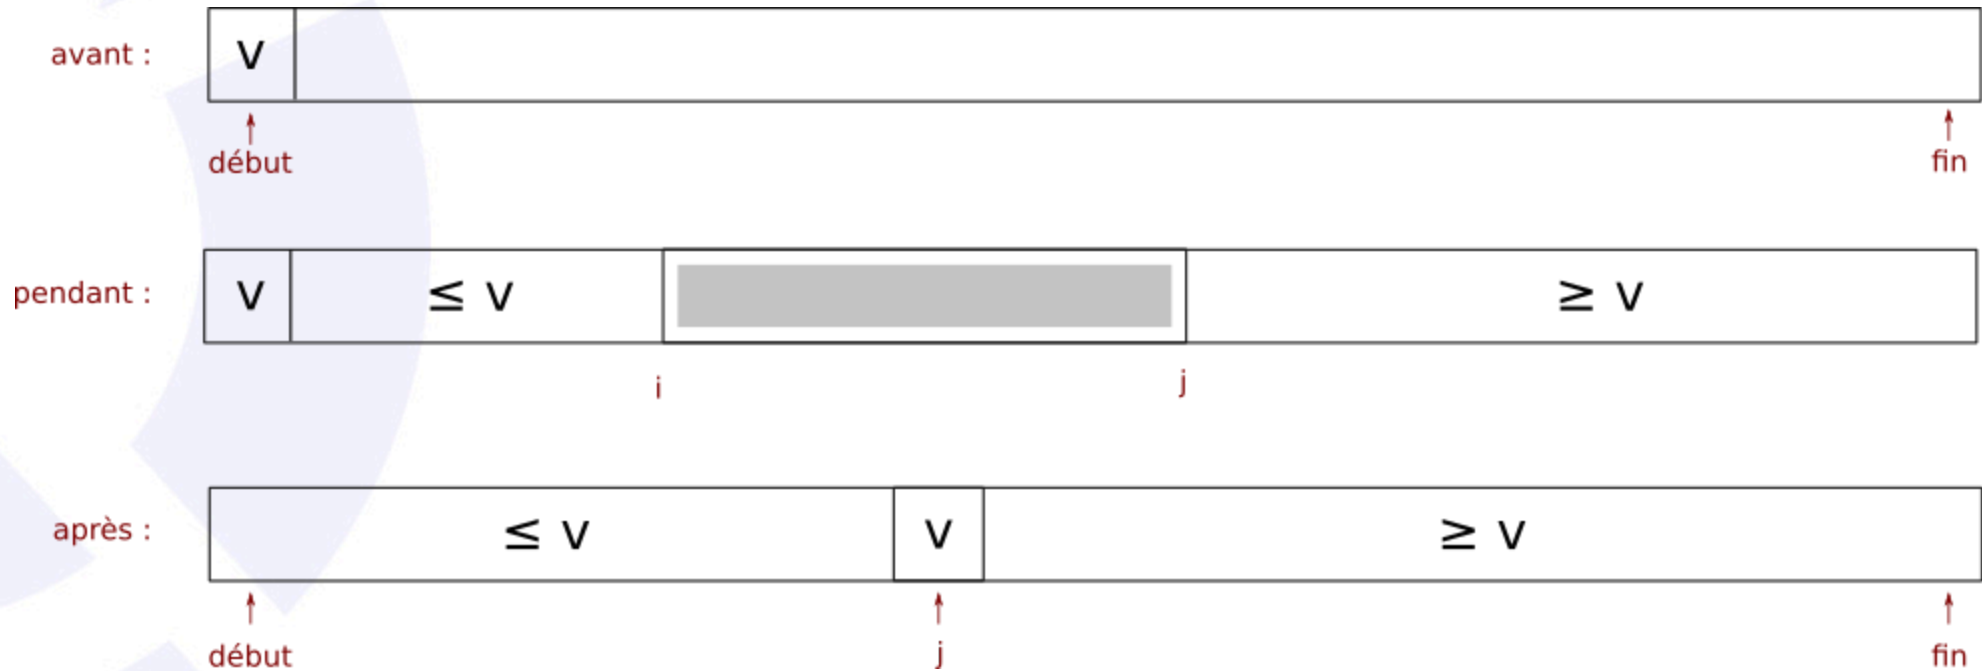 avant : v
début fin
pendant : v ≤ v ≥ v
i j
après : ≤ v v ≥ v
début j fin